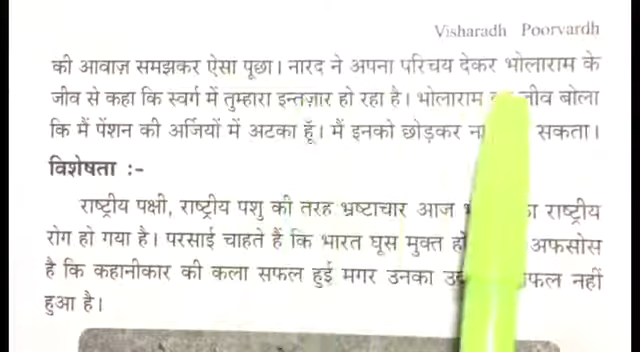 Visharadh Poorvardh
की आवाज़ समझकर ऐसा पूछा। नारद ने अपना परिचय देकर भोलाराम के
जीव से कहा कि स्वर्ग में तुम्हारा इन्तज़ार हो रहा है। भोलाराम जीव बोला
कि मैं पेंशन की अर्जियों में अटका हूँ। मैं इनको छोड़कर सकता।
विशेषता :-
राष्ट्रीय पक्षी, राष्ट्रीय पशु की तरह भ्रष्टाचार आज राष्ट्रीय
रोग हो गया है। परसाई चाहते हैं कि भारत घूस मुक्त अफसोस
है कि कहानीकार की कला सफल हुई मगर उनका नहीं
हुआ है।